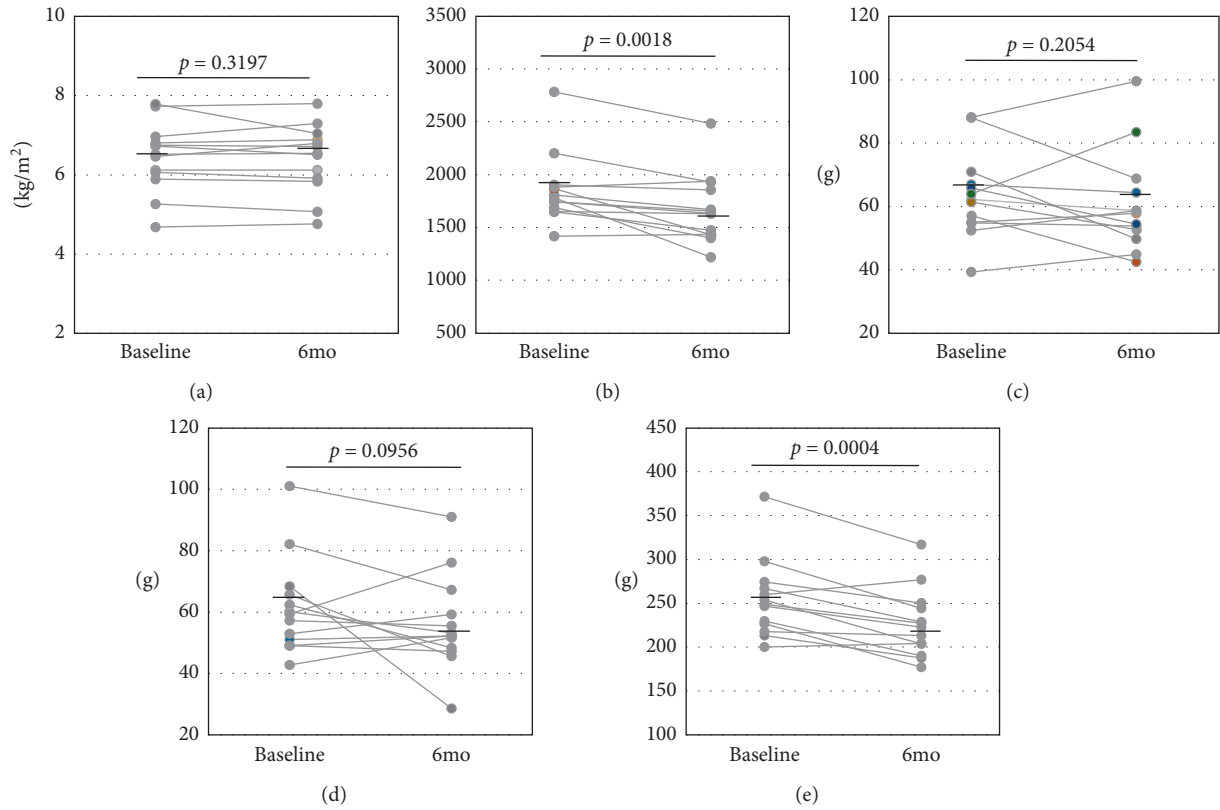 10
8
6
4
2
(kg/m²)
p = 0.3197
Baseline 6mo
(a)
3500
3000
2500
2000
1500
1000
500
p = 0.0018
Baseline 6mo
(b)
120
100
80
60
40
20
(g)
p = 0.2054
Baseline 6mo
(c)
120
100
80
60
40
20
(g)
p = 0.0956
Baseline 6mo
(d)
450
400
350
300
250
200
150
100
(g)
p = 0.0004
Baseline 6mo
(e)